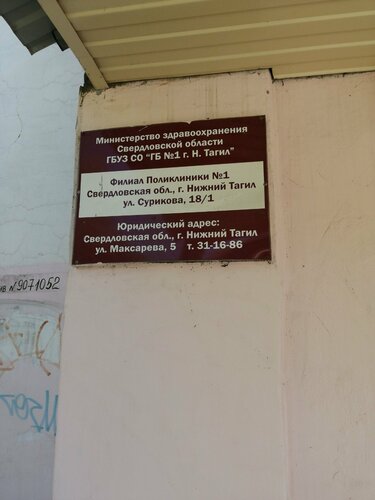 Министерство здравоохранения
Свердловской области
ГБУЗ СО "ГБ №1 г. Н. Тагил"
Филиал Поликлиники №1
Свердловская обл., г. Нижний Тагил
ул. Сурикова, 18/1
Юридический адрес:
Свердловская обл., г. Нижний Тагил
ул. Максарева, 5 т. 31-16-86
№9071052